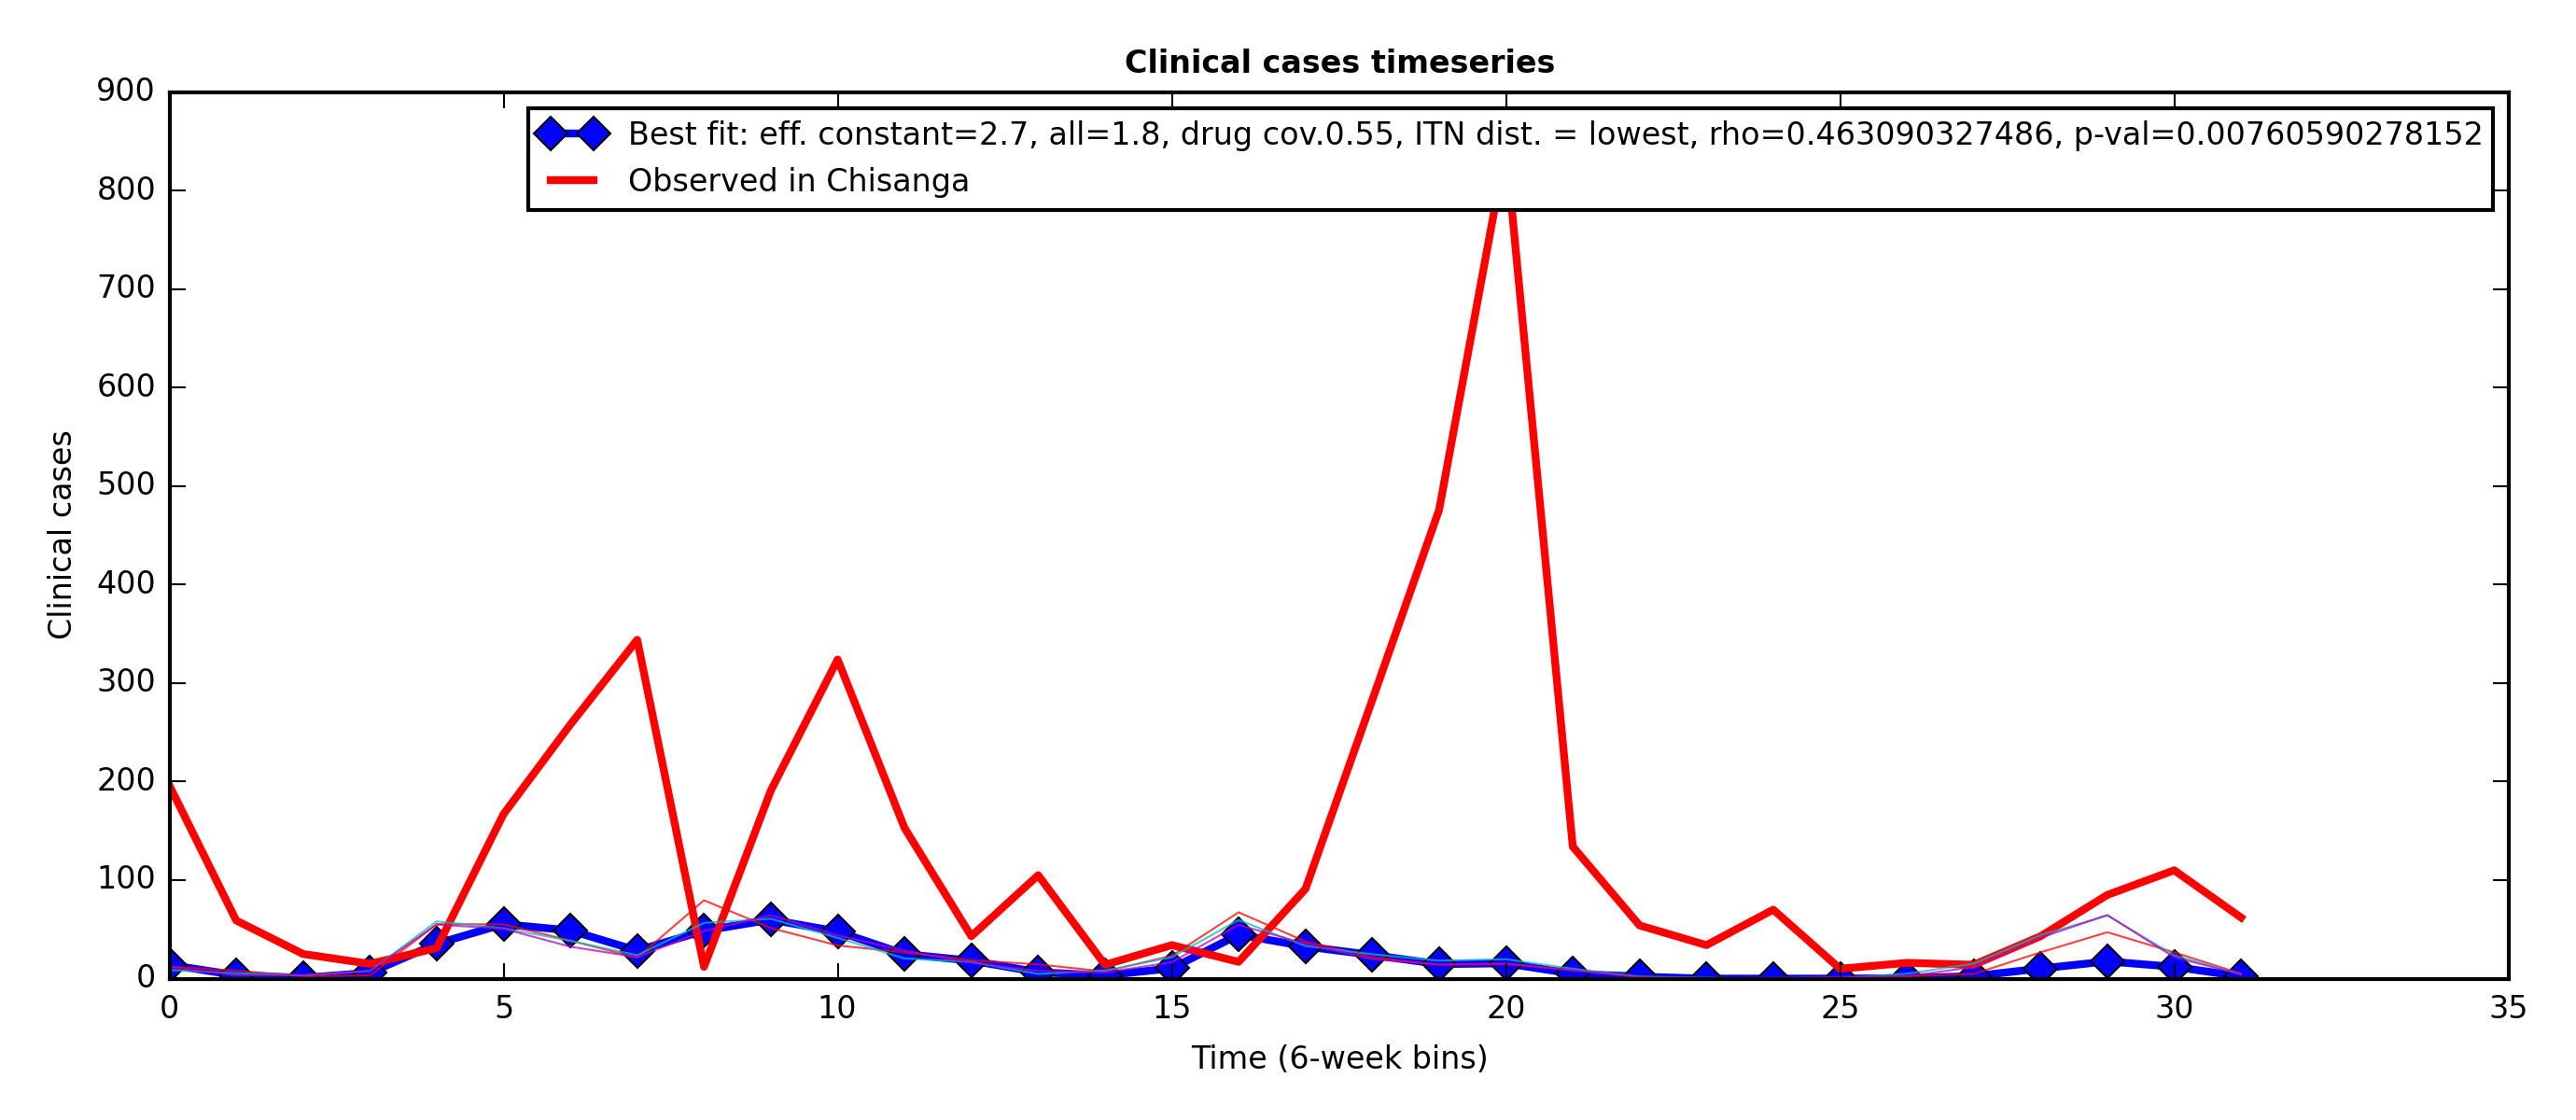 Clinical cases timeseries
900
800
700
600
500
400
300
200
100
0
Clinical cases
Best fit: eff. constant=2.7, all=1.8, drug cov.0.55, ITN dist. = lowest, rho=0.463090327486, p-val=0.00760590278152
Observed in Chisanga
0 5 10 15 20 25 30 35
Time (6-week bins)